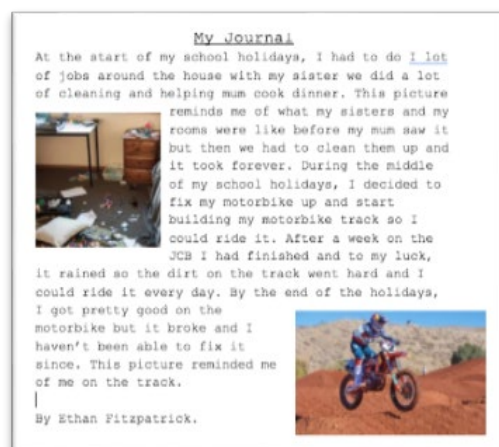 My Journal
At the start of my school holidays, I had to do I lot
of jobs around the house with my sister we did a lot
of cleaning and helping mum cook dinner. This picture
reminds me of what my sisters and my
rooms were like before my mum saw it
but then we had to clean them up and
it took forever. During the middle
of my school holidays, I decided to
fix my motorbike up and start
building my motorbike track so I
could ride it. After a week on the
JCB I had finished and to my luck,
it rained so the dirt on the track went hard and I
could ride it every day. By the end of the holidays,
I got pretty good on the
motorbike but it broke and I
haven't been able to fix it
since. This picture reminded me
of me on the track.
By Ethan Fitzpatrick.